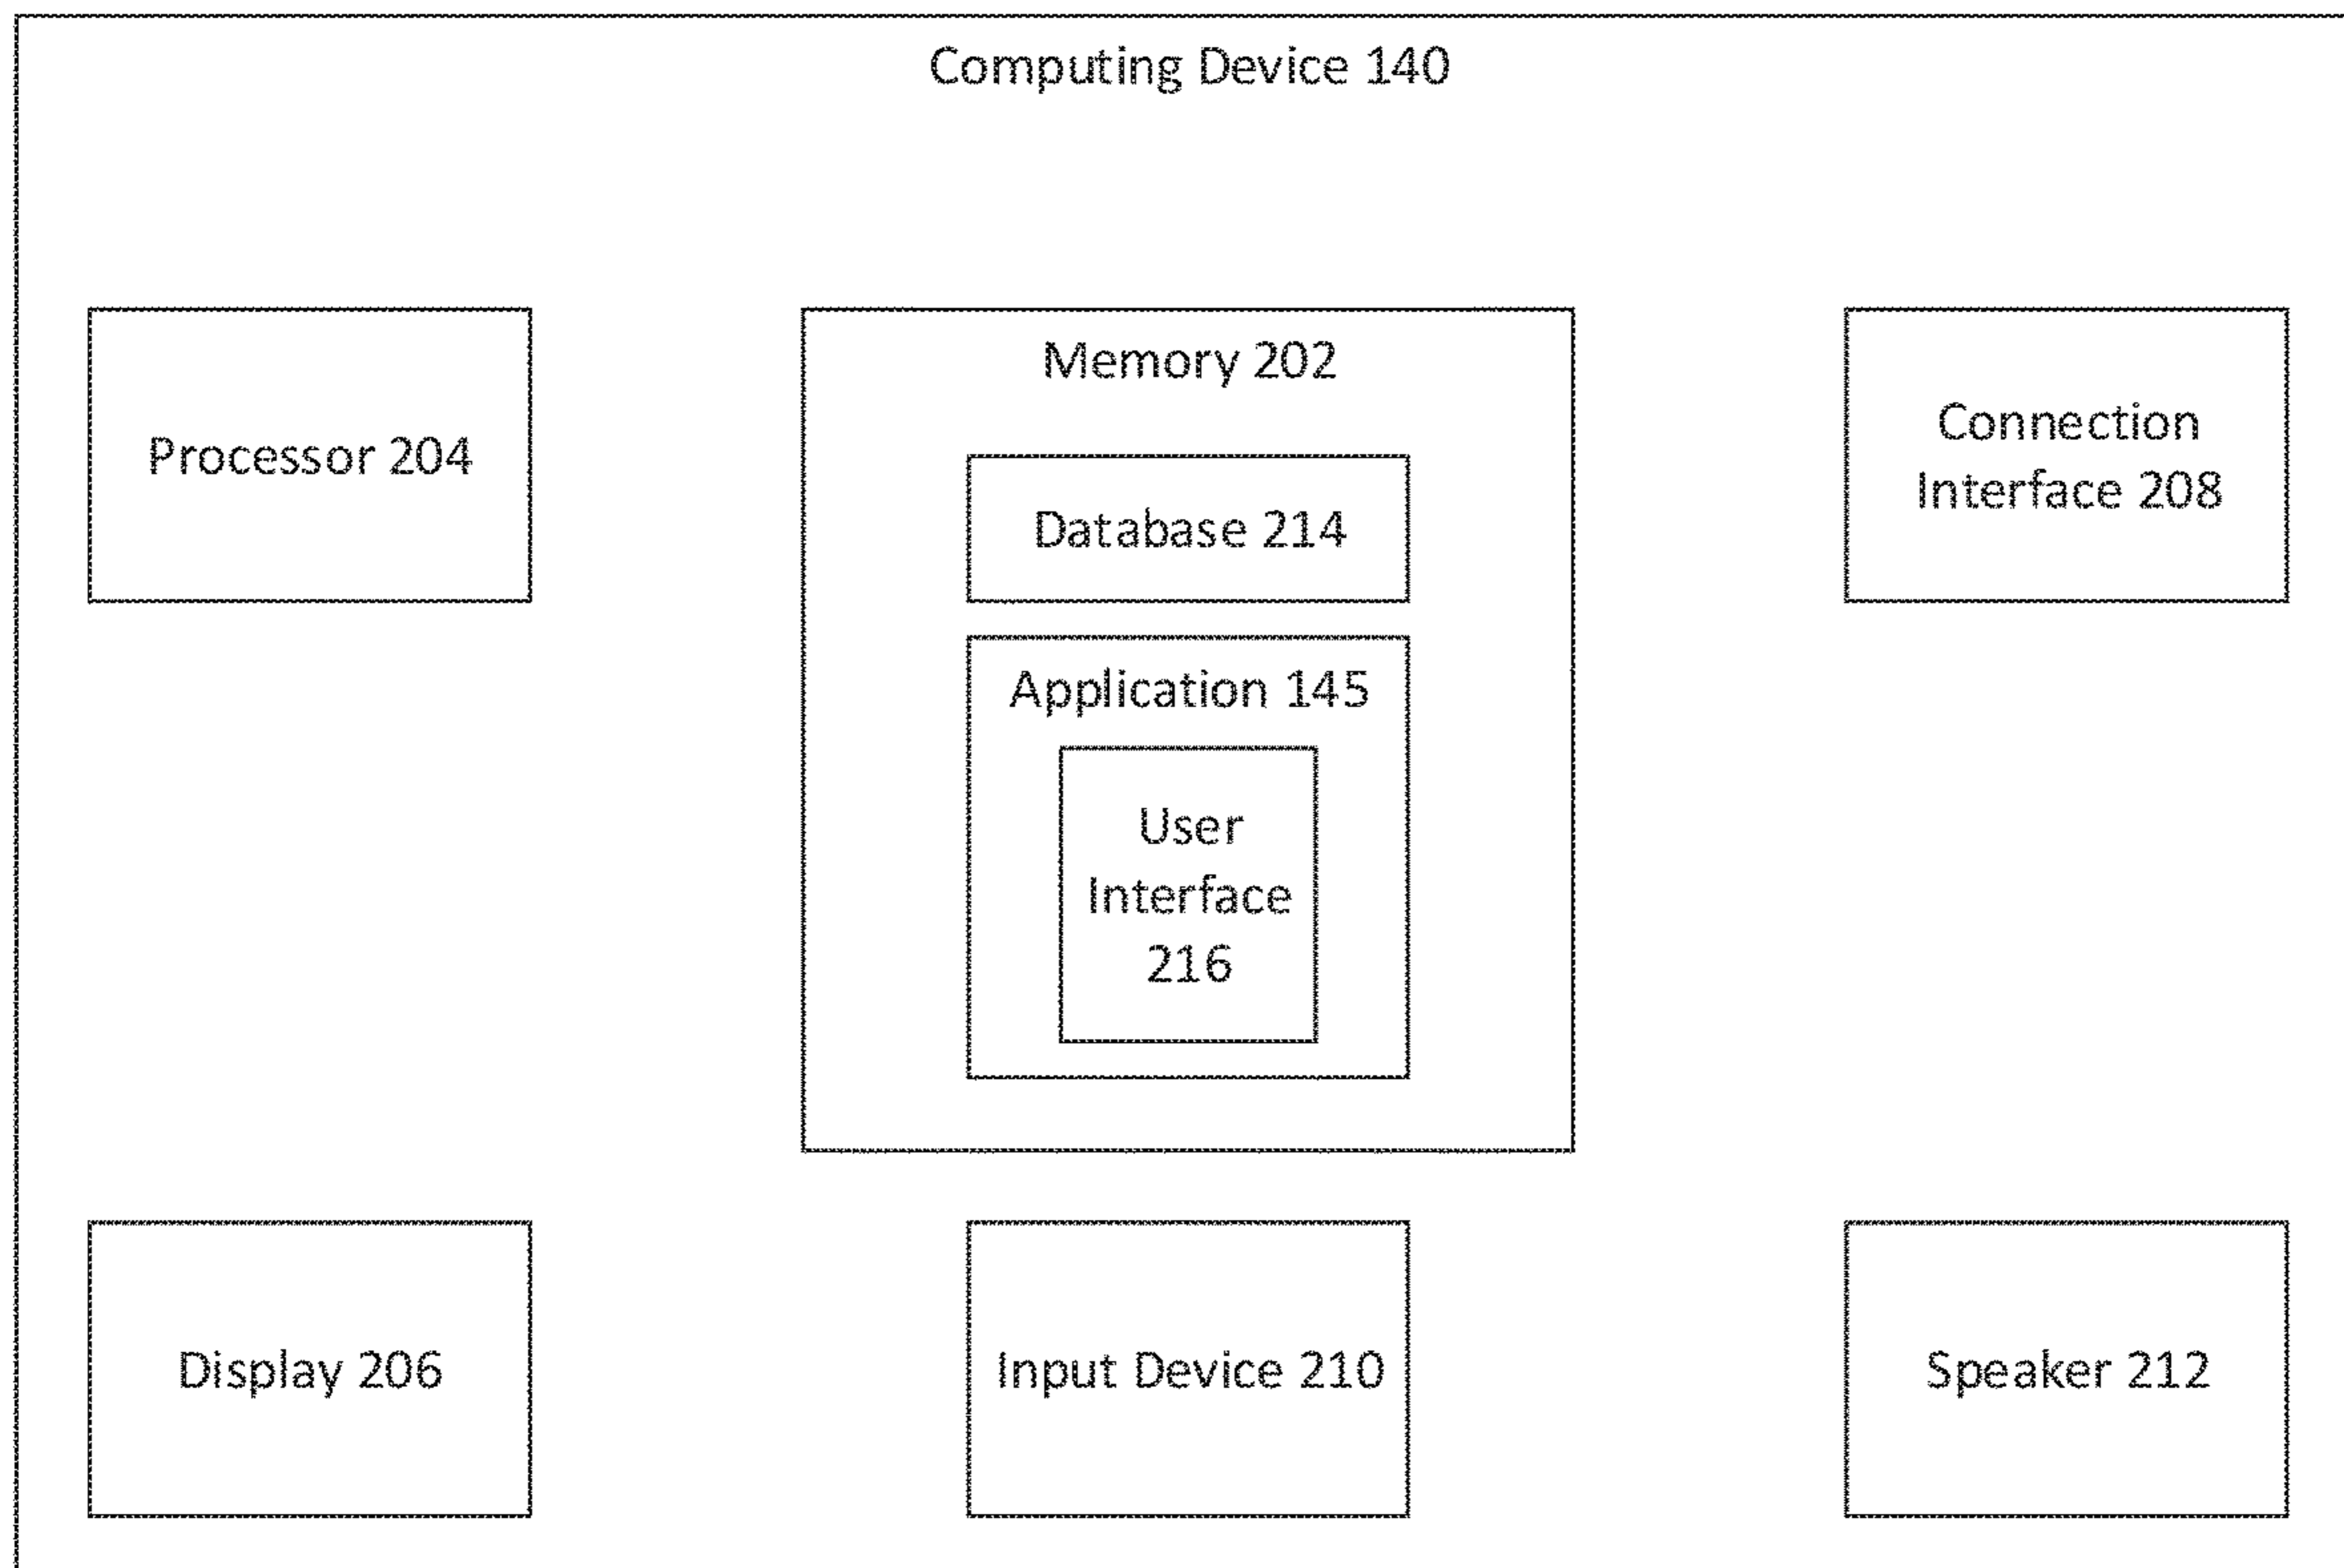 Computing Device 140
Processor 204
Memory 202
Database 214
Application 145
User
Interface
216
Connection
Interface 208
Display 206
Input Device 210
Speaker 212